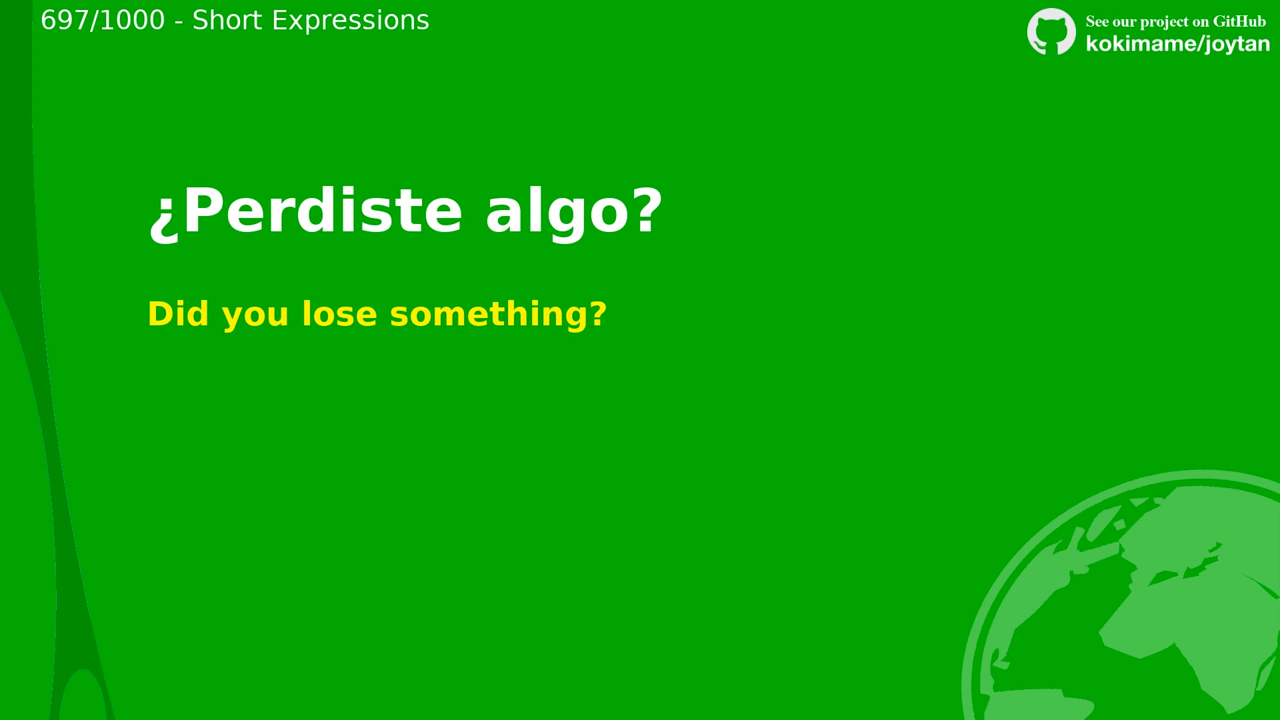 697/1000 - Short Expressions
See our project on GitHub
kokimame/joytan
¿Perdiste algo?
Did you lose something?